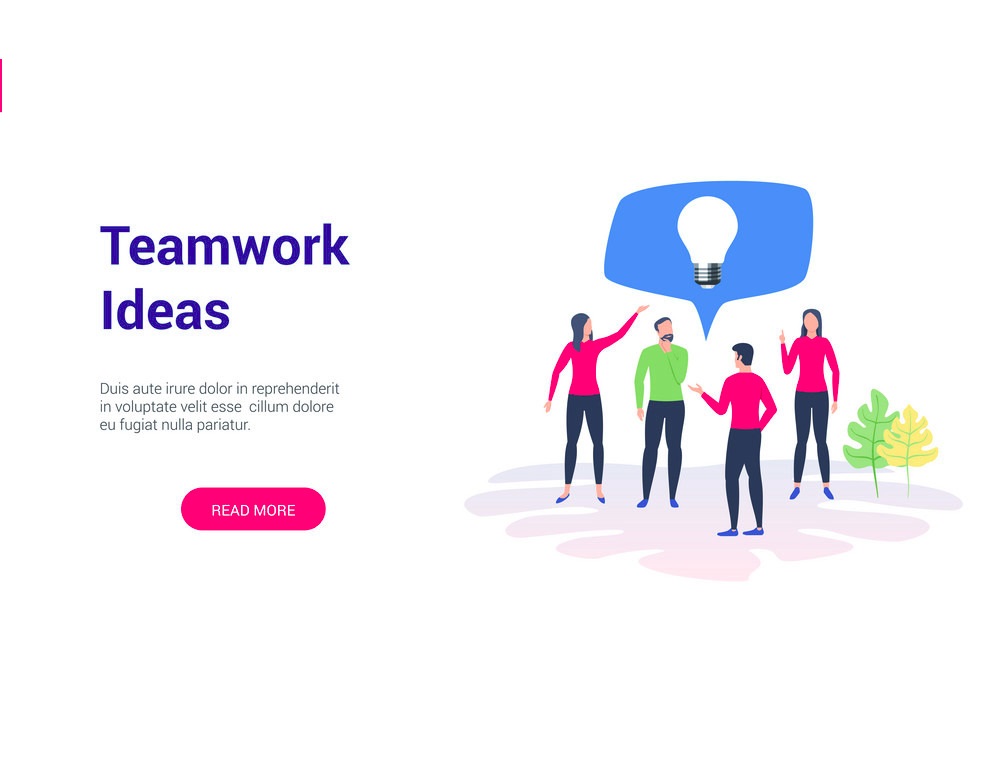 Teamwork
Ideas
Duis aute irure dolor in reprehenderit
in voluptate velit esse  cillum dolore
eu fugiat nulla pariatur.
READ MORE